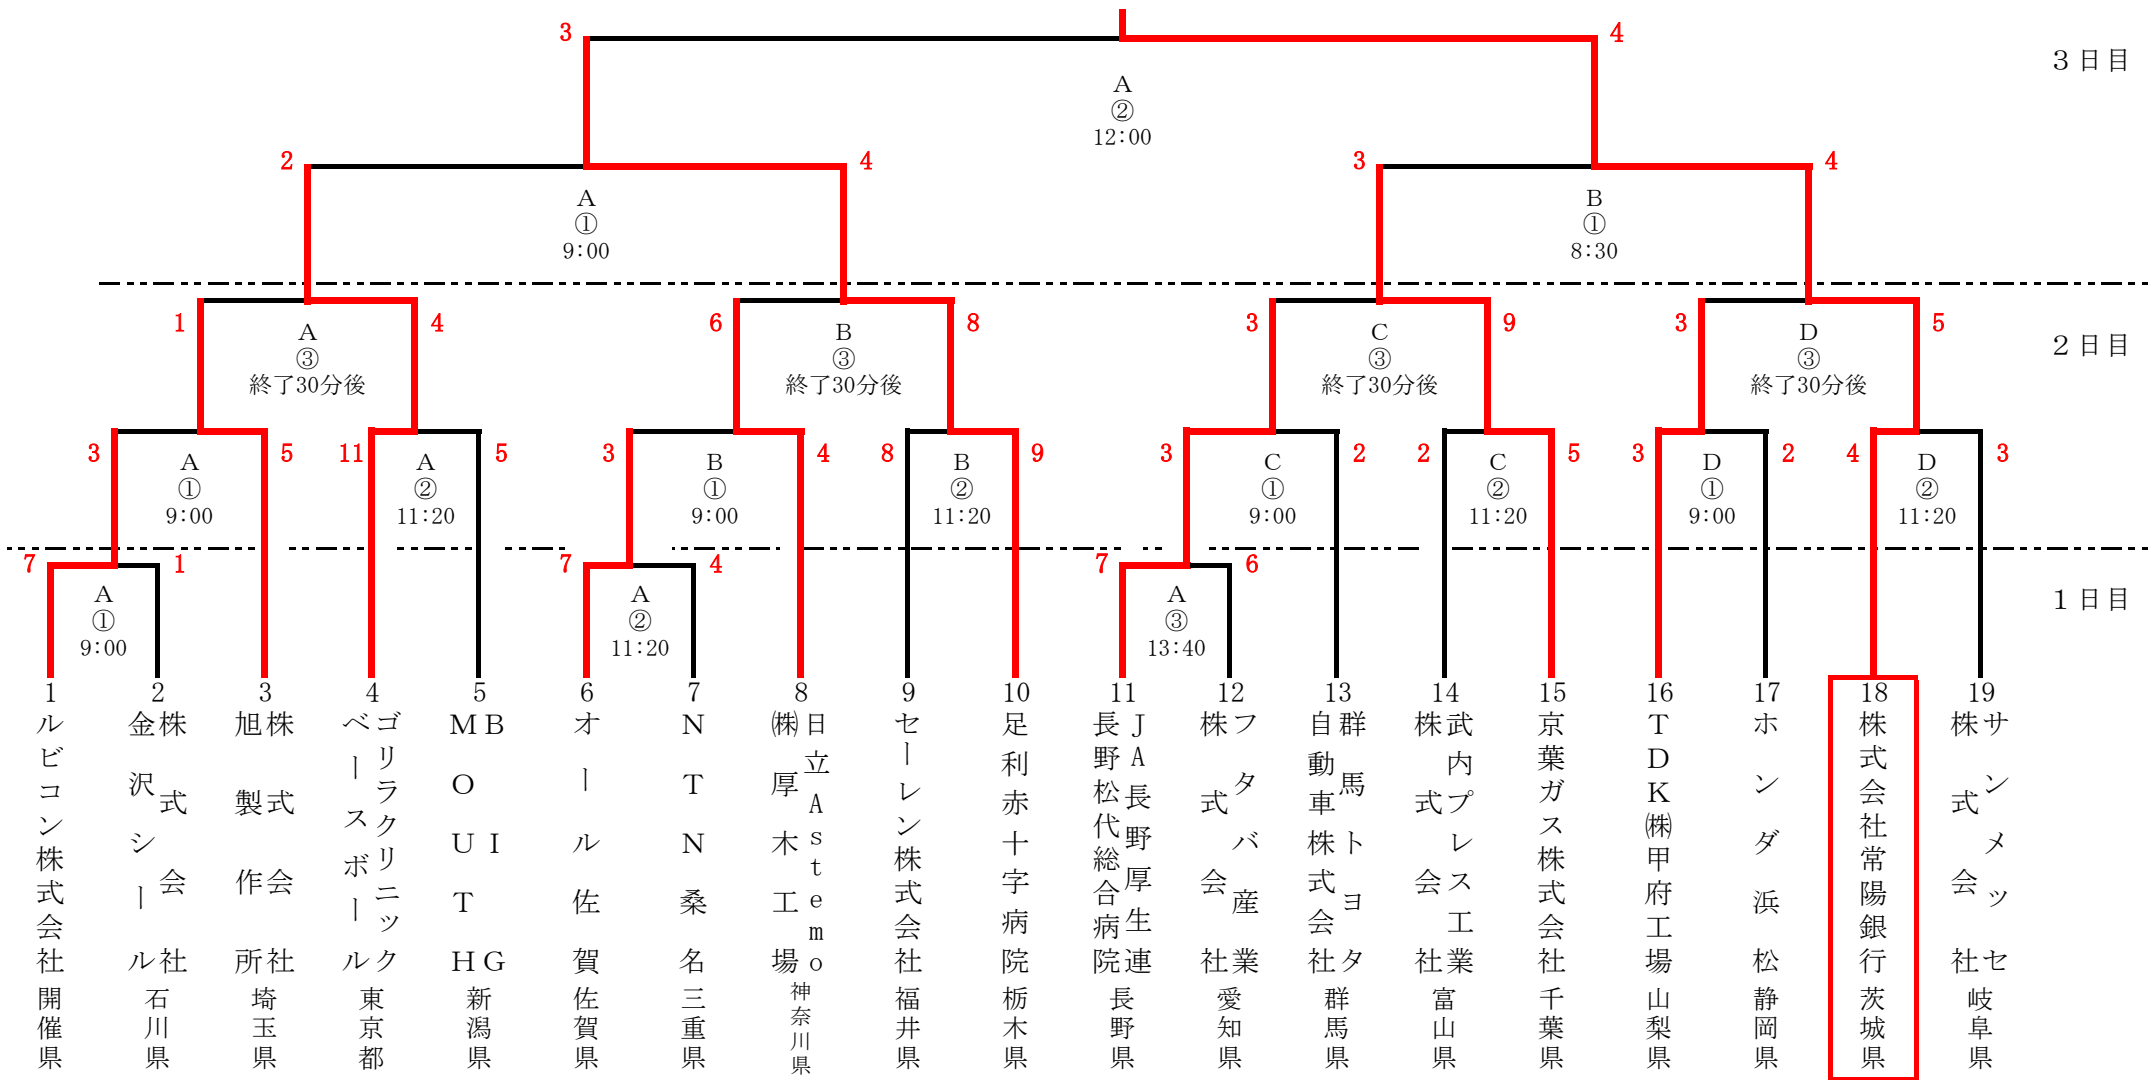 3 4
3日目
A
②
12:00
2 4 3 4
A
①
9:00
B
①
8:30
1 4 6 8 3 9 3 5
A
③
終了30分後
B
③
終了30分後
C
③
終了30分後
D
③
終了30分後
2日目
3 5 11 5 3 4 8 9 3 2 2 5 3 2 4 3
A
①
9:00
A
②
11:20
B
①
9:00
B
②
11:20
C
①
9:00
C
②
11:20
D
①
9:00
D
②
11:20
7 1 7 4 7 6
A
①
9:00
A
②
11:20
A
③
13:40
1日目
1
ルビコン株式会社
開催県
2
株式会社
金沢シール
石川県
3
株式会社
旭製作所
埼玉県
4
ゴリラクリニック
ベースボール
東京都
5
BIG
MOUTH
新潟県
6
オール佐賀
佐賀県
7
NTN桑名
三重県
8
日立Astemo
㈱厚木工場
神奈川県
9
セーレン株式会社
福井県
10
足利赤十字病院
栃木県
11
JA長野厚生連
長野松代総合病院
長野県
12
フタバ産業
株式会社
愛知県
13
群馬トヨタ
自動車株式会社
群馬県
14
武内プレス工業
株式会社
富山県
15
京葉ガス株式会社
千葉県
16
TDK㈱甲府工場
山梨県
17
ホンダ浜松
静岡県
18
株式会社常陽銀行
茨城県
19
サンメッセ
株式会社
岐阜県